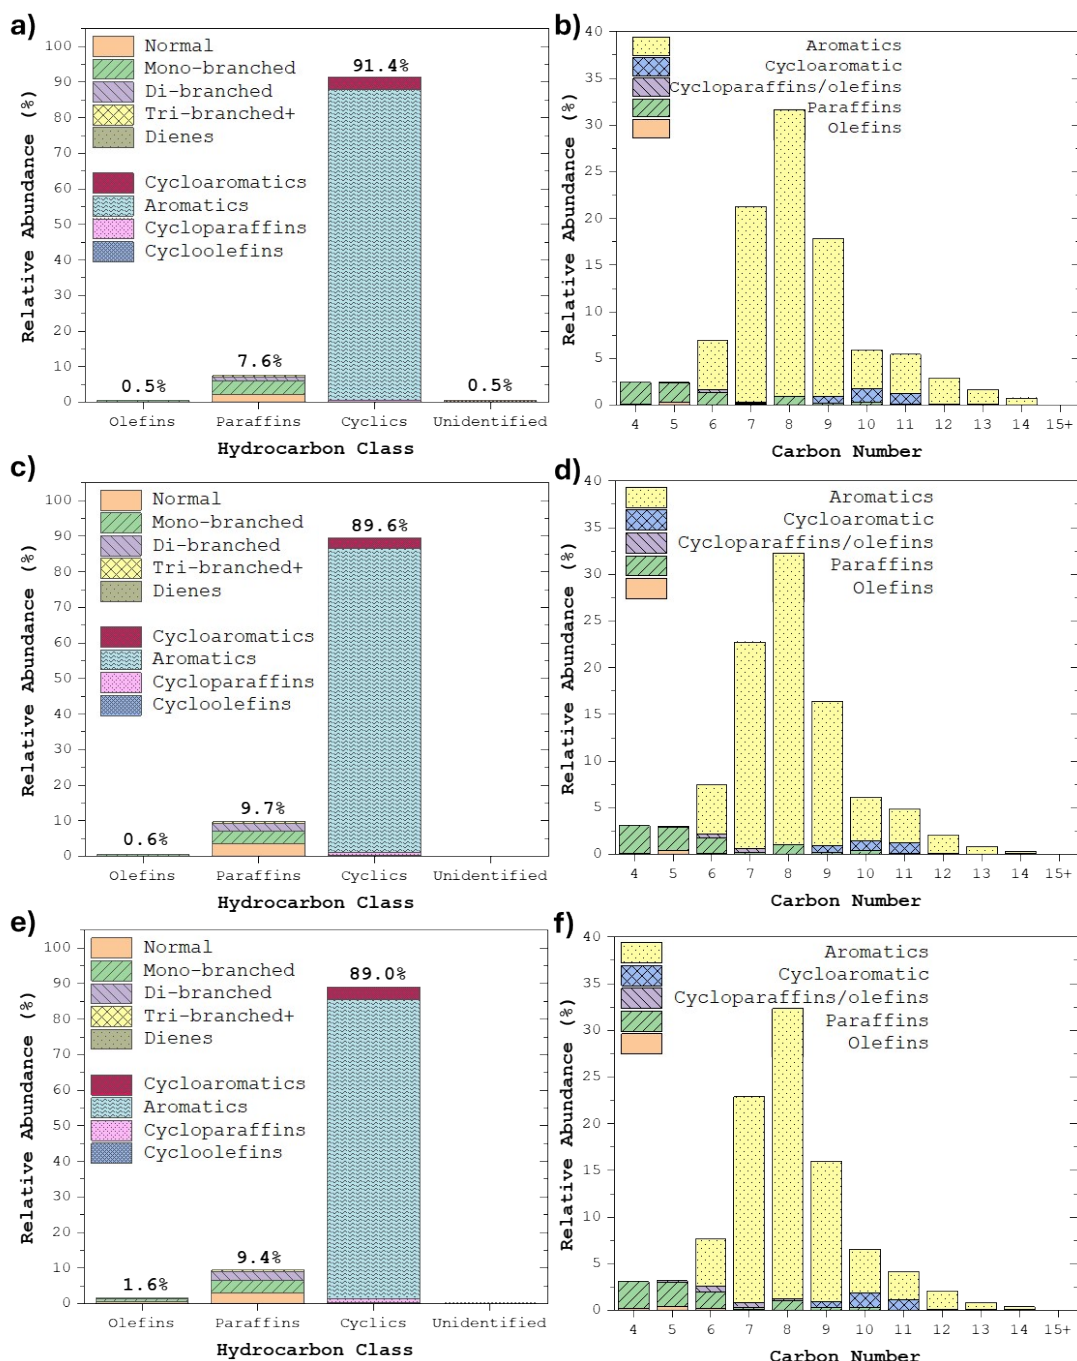 a)
Relative Abundance (%)
100
90
80
70
60
50
40
30
20
10
0
Normal
Mono-branched
Di-branched
Tri-branched+
Dienes
Cycloaromatics
Aromatics
Cycloparaffins
Cycloolefins
0.5%
7.6%
91.4%
0.5%
Olefins Paraffins Cyclics Unidentified
Hydrocarbon Class
b)
Relative Abundance (%)
40
35
30
25
20
15
10
5
0
Aromatics
Cycloaromatic
Cycloparaffins/olefins
Paraffins
Olefins
4 5 6 7 8 9 10 11 12 13 14 15+
Carbon Number
c)
Relative Abundance (%)
100
90
80
70
60
50
40
30
20
10
0
Normal
Mono-branched
Di-branched
Tri-branched+
Dienes
Cycloaromatics
Aromatics
Cycloparaffins
Cycloolefins
0.6%
9.7%
89.6%
Olefins Paraffins Cyclics Unidentified
Hydrocarbon Class
d)
Relative Abundance (%)
40
35
30
25
20
15
10
5
0
Aromatics
Cycloaromatic
Cycloparaffins/olefins
Paraffins
Olefins
4 5 6 7 8 9 10 11 12 13 14 15+
Carbon Number
e)
Relative Abundance (%)
100
90
80
70
60
50
40
30
20
10
0
Normal
Mono-branched
Di-branched
Tri-branched+
Dienes
Cycloaromatics
Aromatics
Cycloparaffins
Cycloolefins
1.6%
9.4%
89.0%
Olefins Paraffins Cyclics Unidentified
Hydrocarbon Class
f)
Relative Abundance (%)
40
35
30
25
20
15
10
5
0
Aromatics
Cycloaromatic
Cycloparaffins/olefins
Paraffins
Olefins
4 5 6 7 8 9 10 11 12 13 14 15+
Carbon Number